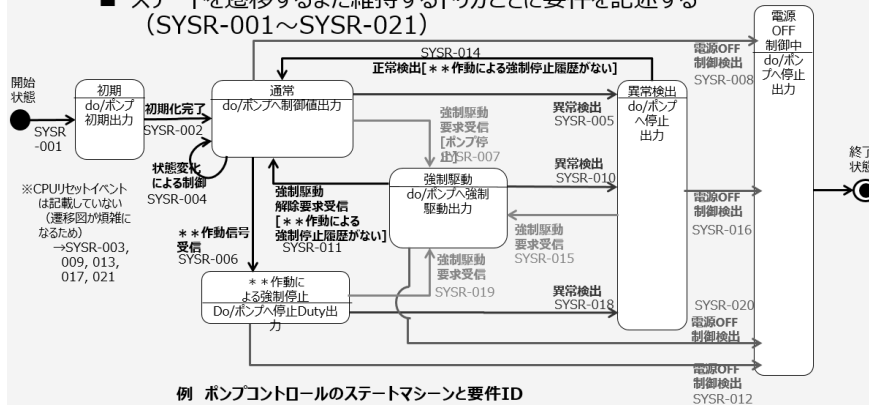 ■ ステートを遷移するまた維持するトリガごとに要件を記述する
（SYSR-001～SYSR-021）
開始
状態
SYSR
-001
初期
do/ポンプ
初期出力
初期化完了
SYSR-002
通常
do/ポンプへ制御値出力
状態変化
による制御
SYSR-004
SYSR-014
正常検出[＊＊作動による強制停止履歴がない]
異常検出
SYSR-005
強制駆動
要求受信
[ポンプ停
止]
SYSR-007
異常検出
do/ポンプ
へ停止
出力
電源OFF
制御検出
SYSR-008
電源
OFF
制御中
do/ポン
プへ停止
出力
終了
状態
※CPUリセットイベント
は記載していない
（遷移図が煩雑に
なるため）
→SYSR-003,
009, 013,
017, 021
＊＊作動信号
受信
SYSR-006
強制駆動
解除要求受信
[＊＊作動による
強制停止履歴がない]
SYSR-011
強制駆動
do/ポンプへ強制
駆動出力
異常検出
SYSR-010
強制駆動
要求受信
SYSR-015
電源OFF
制御検出
SYSR-016
＊＊作動に
よる強制停止
Do/ポンプへ停止Duty出
力
強制駆動
要求受信
SYSR-019
異常検出
SYSR-018
SYSR-020
電源OFF
制御検出
電源OFF
制御検出
SYSR-012
例 ポンプコントロールのステートマシーンと要件ID